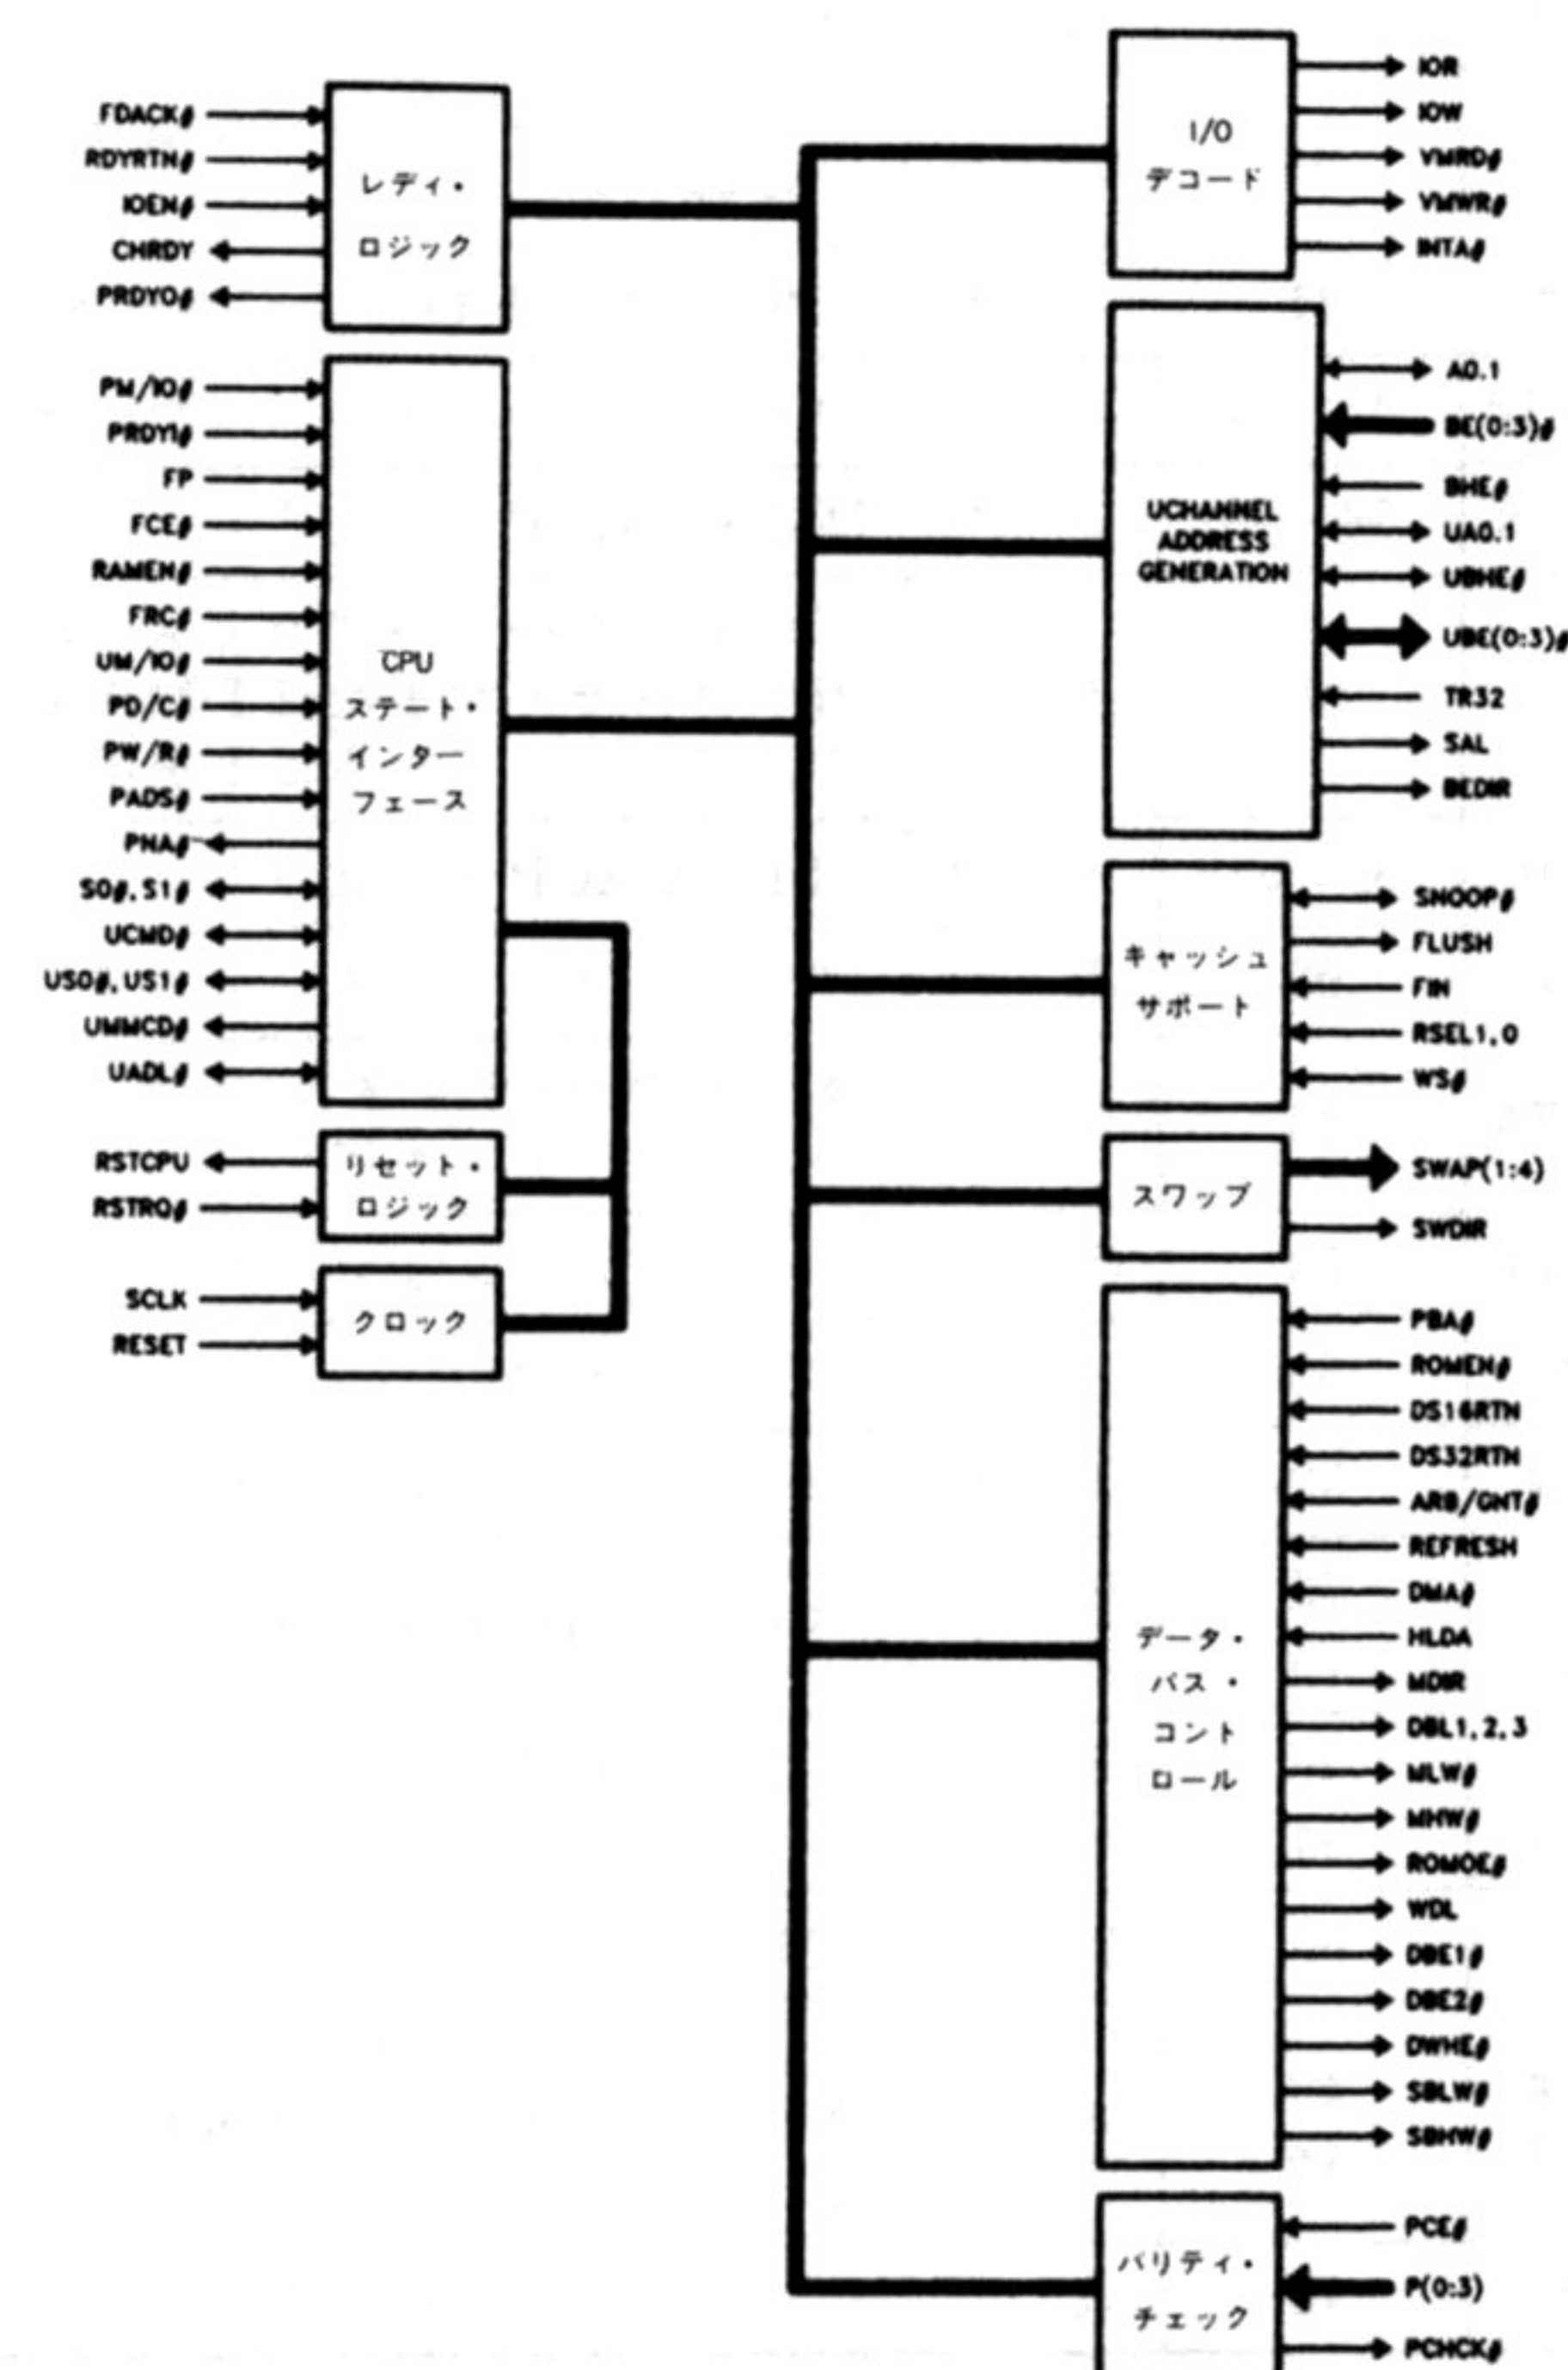 FDACK#
RDYRTN#
IOEN#
CHRDY
PRDYO#
レディ・
ロジック
PM/IO#
PRDYI#
FP
FCE#
RAMEN#
FRC#
UM/IO#
PD/C#
PW/R#
PADS#
PNA#
S0#,S1#
UCMD#
US0#,US1#
UMMCD#
UADL#
CPU
ステート・
インター
フェース
RSTCPU
RSTRQ#
リセット・
ロジック
SCLK
RESET
クロック
I/O
デコード
IOR
IOW
VMRD#
VMWR#
INTA#
UCHANNEL
ADDRESS
GENERATION
A0.1
BE(0:3)#
BHE#
UA0.1
UBHE#
UBE(0:3)#
TR32
SAL
BEDIR
キャッシュ
サポート
SNOOP#
FLUSH
FIN
RSEL1,0
WS#
スワップ
SWAP(1:4)
SWDIR
データ・
バス・
コント
ロール
PBA#
ROMEN#
DS16RTN
DS32RTN
ARB/GNT#
REFRESH
DMA#
HLDA
MDIR
DBL1,2,3
MLW#
MHW#
ROMOE#
WDL
DBE1#
DBE2#
DWHE#
SBLW#
SBHW#
パリティ・
チェック
PCE#
P(0:3)
PCHCK#